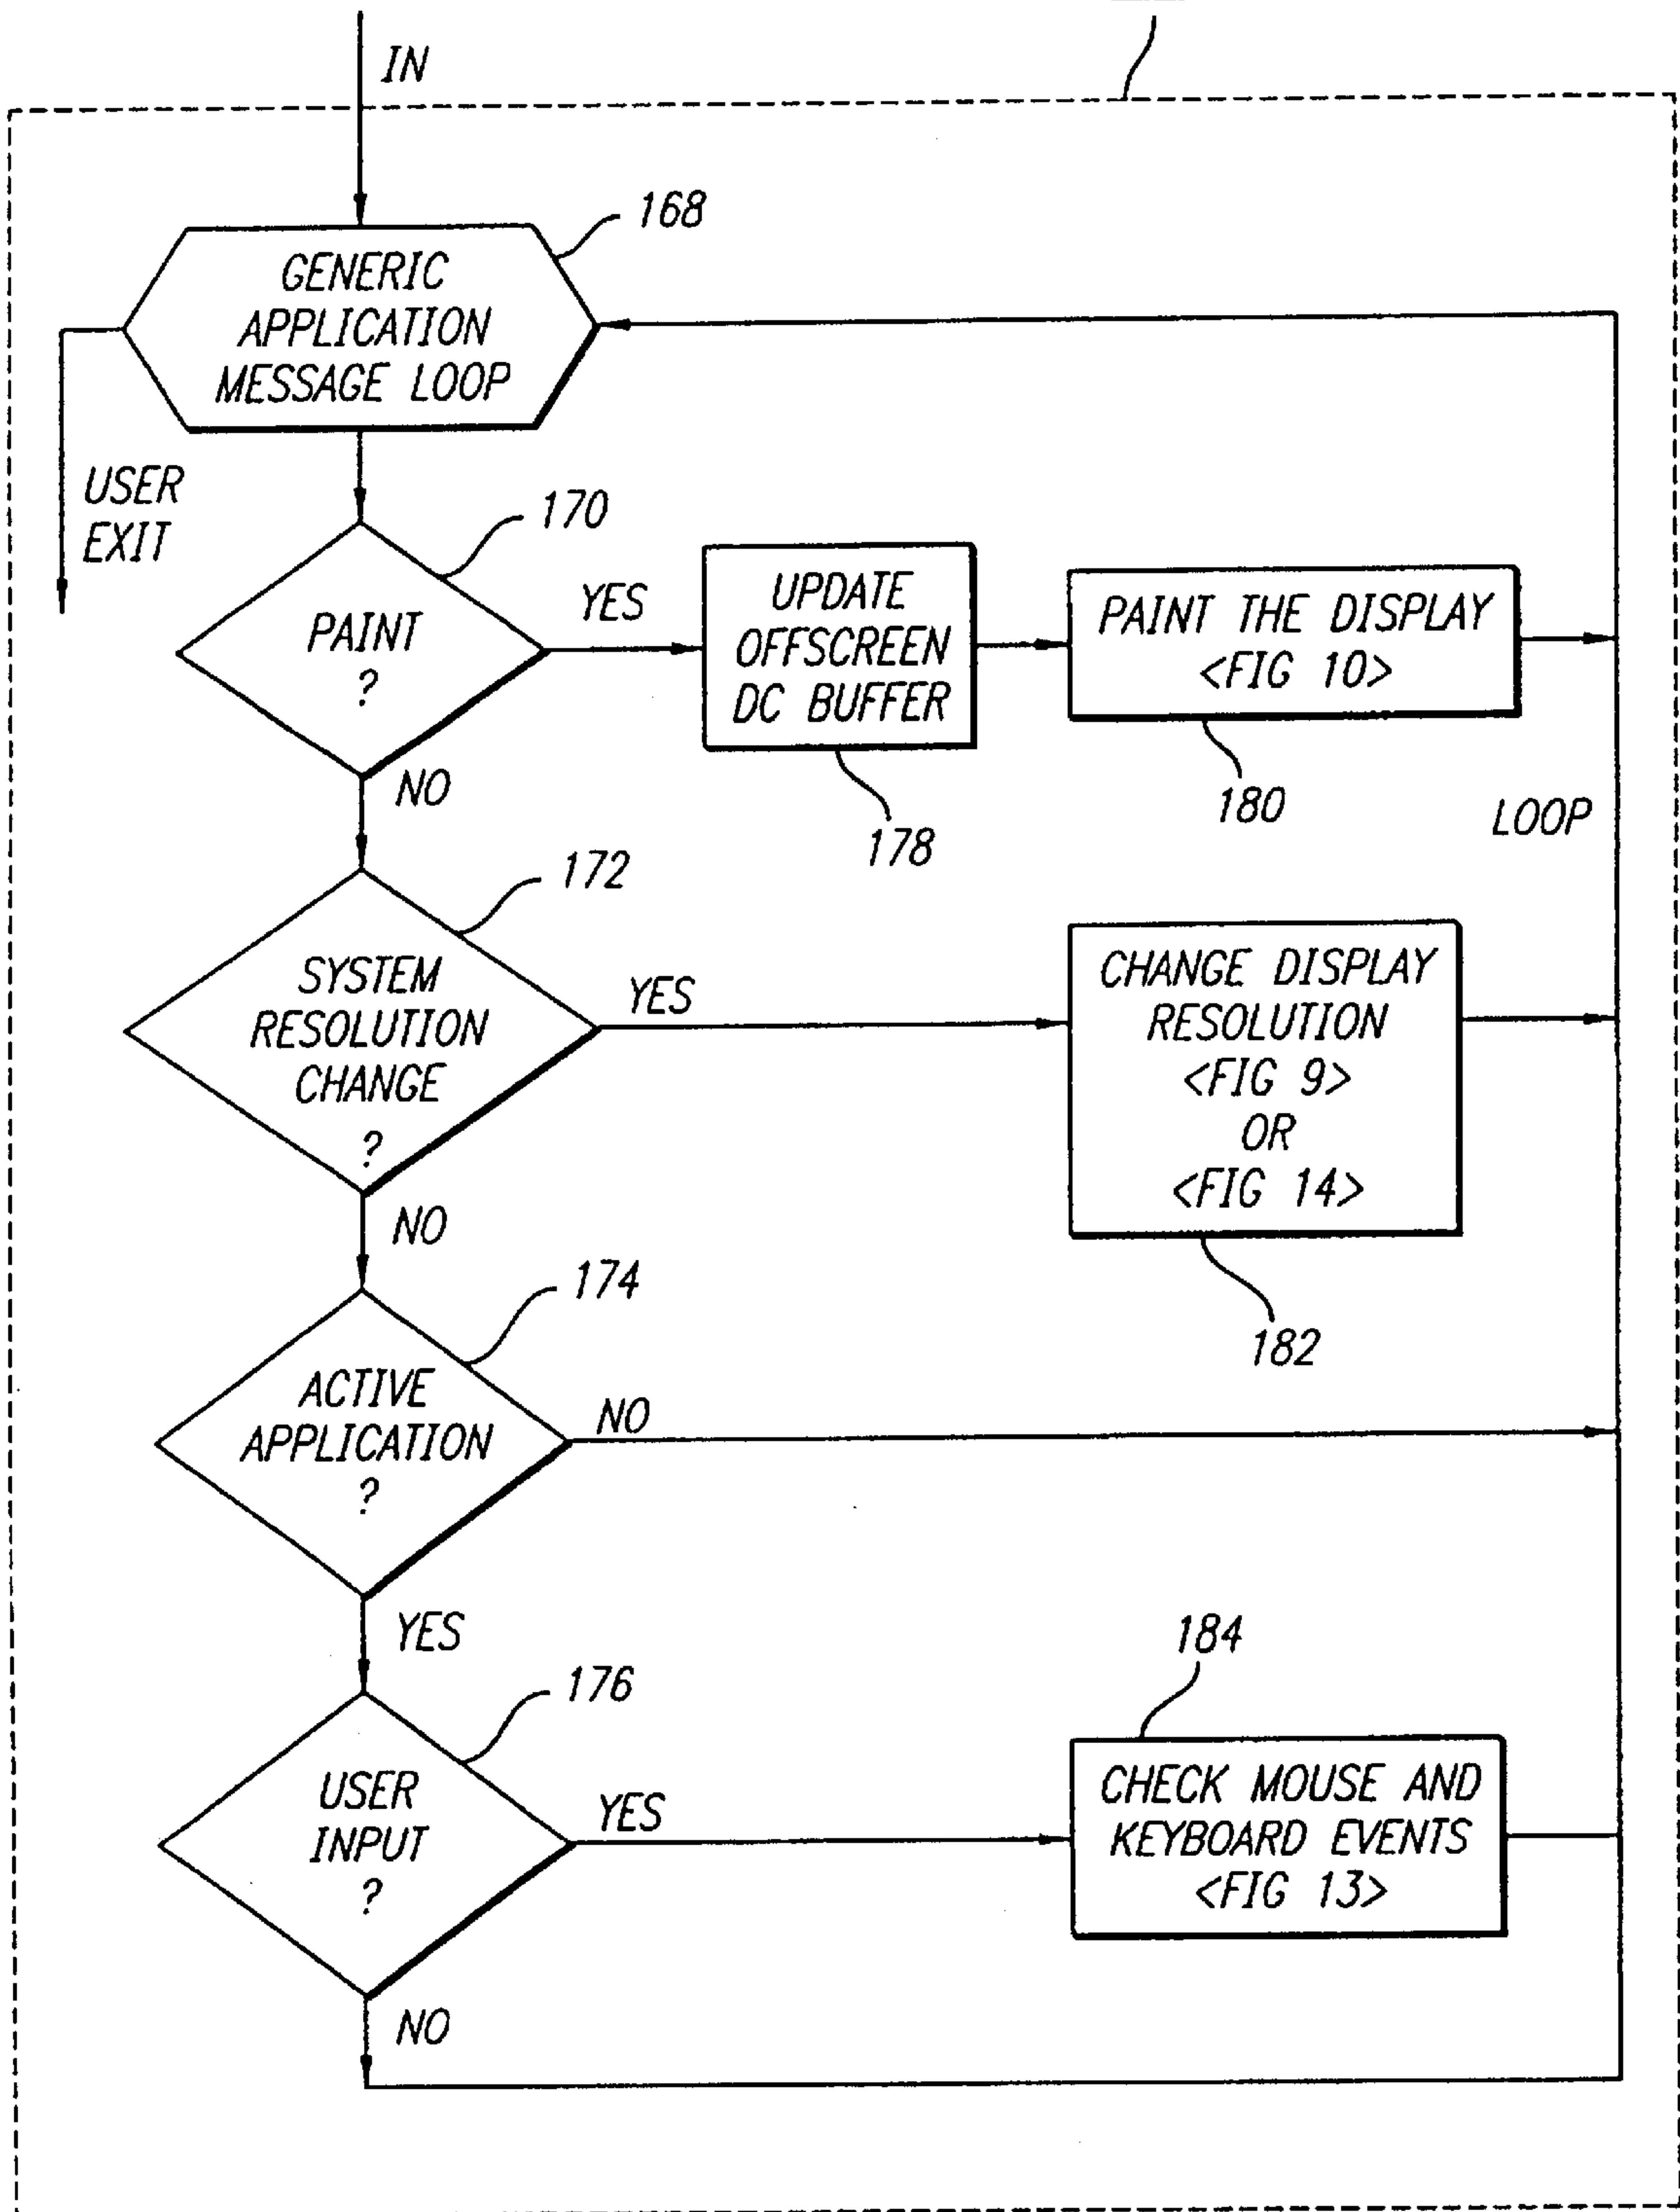 IN
168
GENERIC
APPLICATION
MESSAGE LOOP
USER
EXIT
170
PAINT
?
YES
UPDATE
OFFSCREEN
DC BUFFER
178
PAINT THE DISPLAY
<FIG 10>
180
NO
LOOP
172
SYSTEM
RESOLUTION
CHANGE
?
YES
CHANGE DISPLAY
RESOLUTION
<FIG 9>
OR
<FIG 14>
182
NO
174
ACTIVE
APPLICATION
?
NO
YES
176
USER
INPUT
?
YES
184
CHECK MOUSE AND
KEYBOARD EVENTS
<FIG 13>
NO